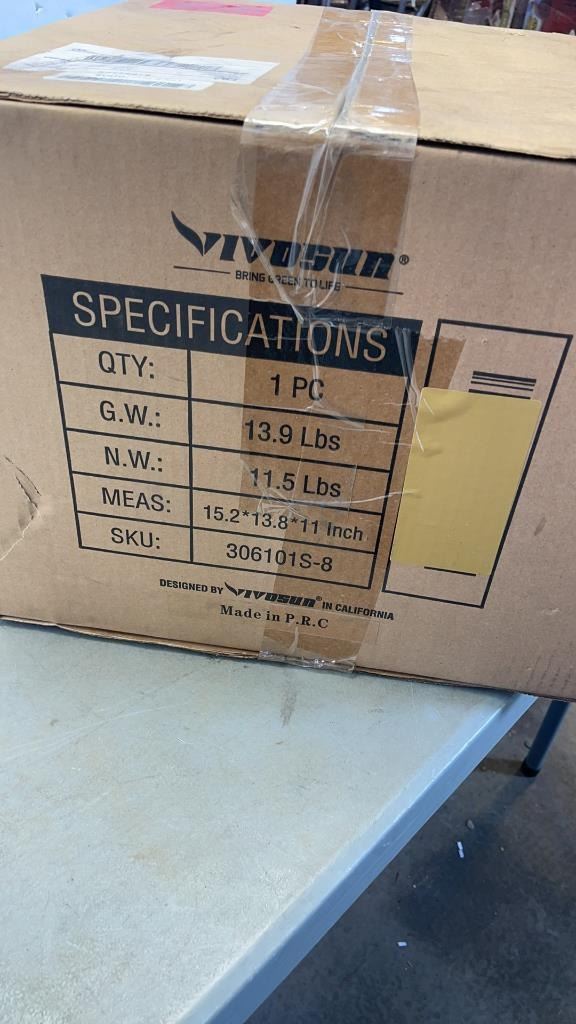 VIVOSUN®
BRING GREEN TO LIFE
SPECIFICATIONS
QTY: 1 PC
G.W.: 13.9 Lbs
N.W.: 11.5 Lbs
MEAS: 15.2*13.8*11 Inch
SKU: 306101S-8
DESIGNED BY VIVOSUN® IN CALIFORNIA
Made in P.R.C